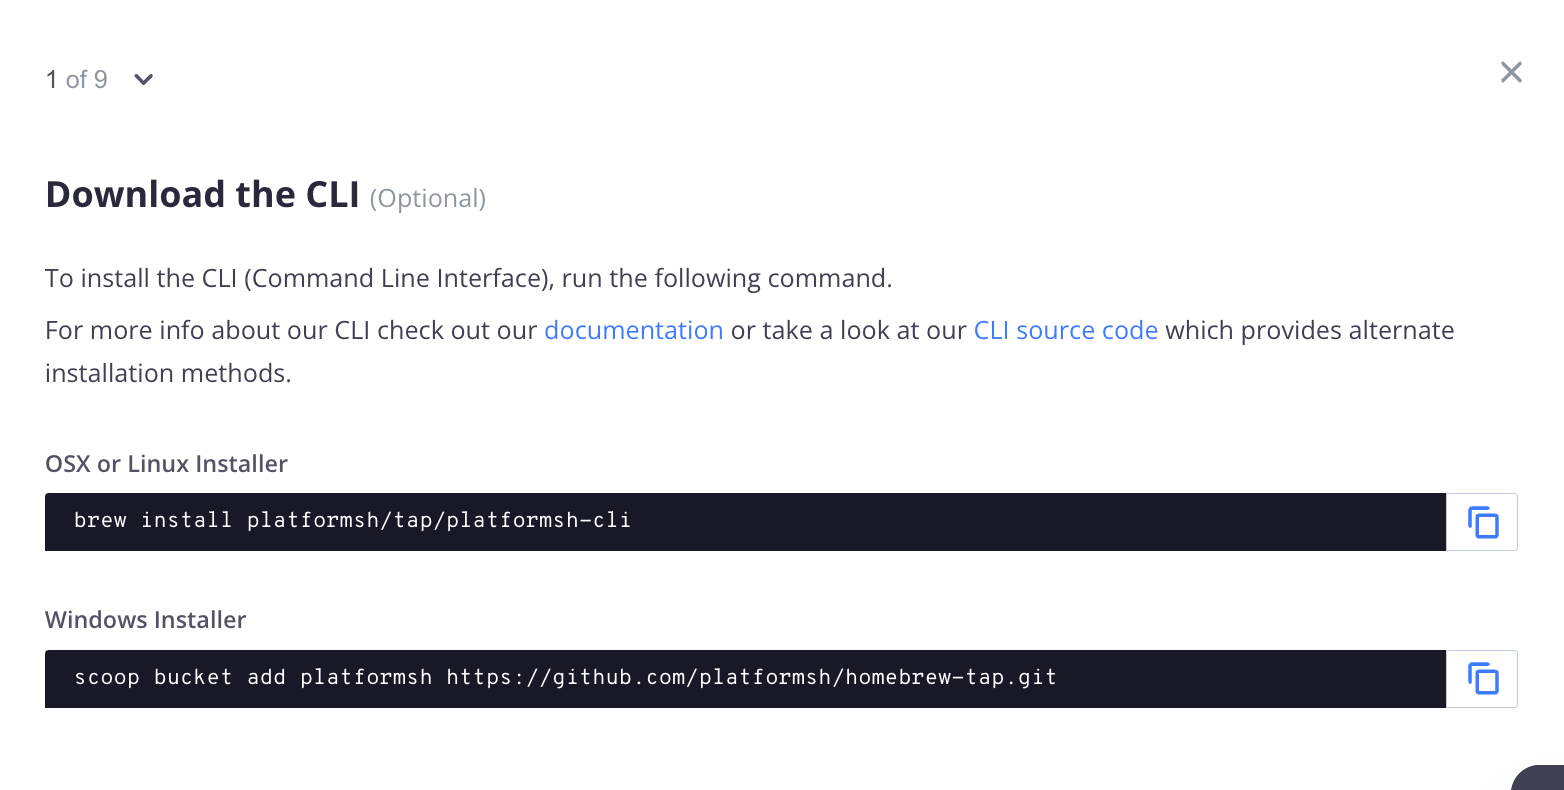 1 of 9
Download the CLI (Optional)
To install the CLI (Command Line Interface), run the following command.
For more info about our CLI check out our documentation or take a look at our CLI source code which provides alternate
installation methods.
OSX or Linux Installer
brew install platformsh/tap/platformsh-cli
Windows Installer
scoop bucket add platformsh https://github.com/platformsh/homebrew-tap.git